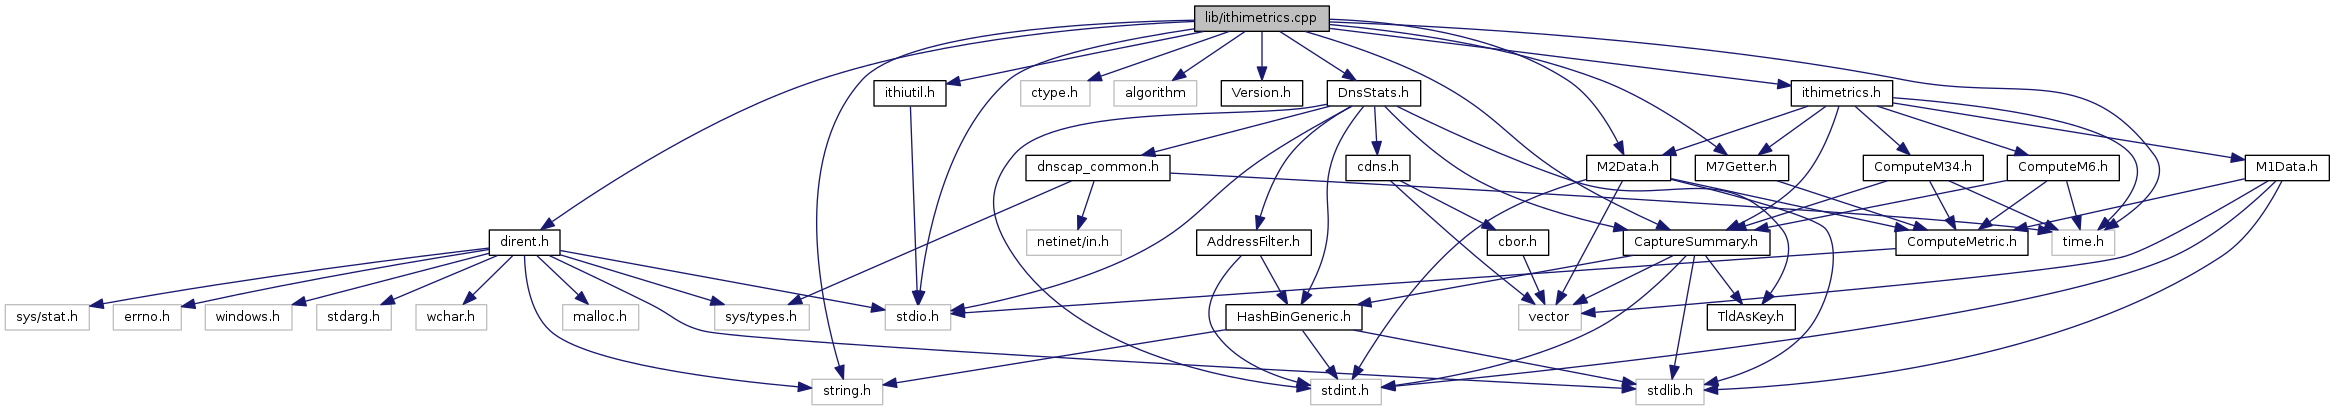 lib/ithimetrics.cpp
ithiutil.h
ctype.h
algorithm
Version.h
DnsStats.h
ithimetrics.h
dnscap_common.h
cdns.h
M2Data.h
M7Getter.h
ComputeM34.h
ComputeM6.h
M1Data.h
dirent.h
netinet/in.h
AddressFilter.h
cbor.h
CaptureSummary.h
ComputeMetric.h
time.h
sys/stat.h
errno.h
windows.h
stdarg.h
wchar.h
malloc.h
sys/types.h
stdio.h
HashBinGeneric.h
vector
TldAsKey.h
string.h
stdint.h
stdlib.h